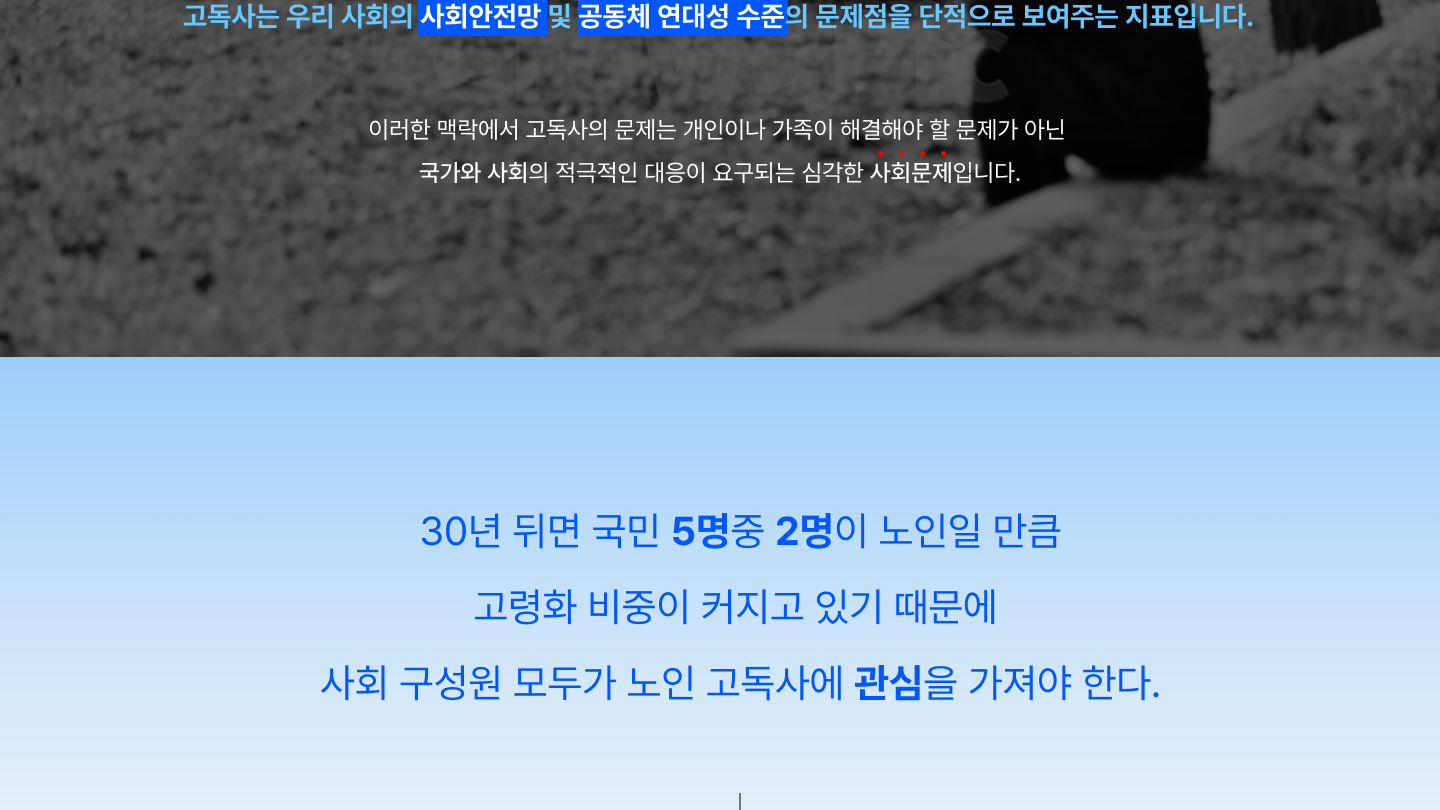 고독사는 우리 사회의 사회안전망 및 공동체 연대성 수준의 문제점을 단적으로 보여주는 지표입니다.
이러한 맥락에서 고독사의 문제는 개인이나 가족이 해결해야 할 문제가 아닌
국가와 사회의 적극적인 대응이 요구되는 심각한 사회문제입니다.
30년 뒤면 국민 5명중 2명이 노인일 만큼
고령화 비중이 커지고 있기 때문에
사회 구성원 모두가 노인 고독사에 관심을 가져야 한다.